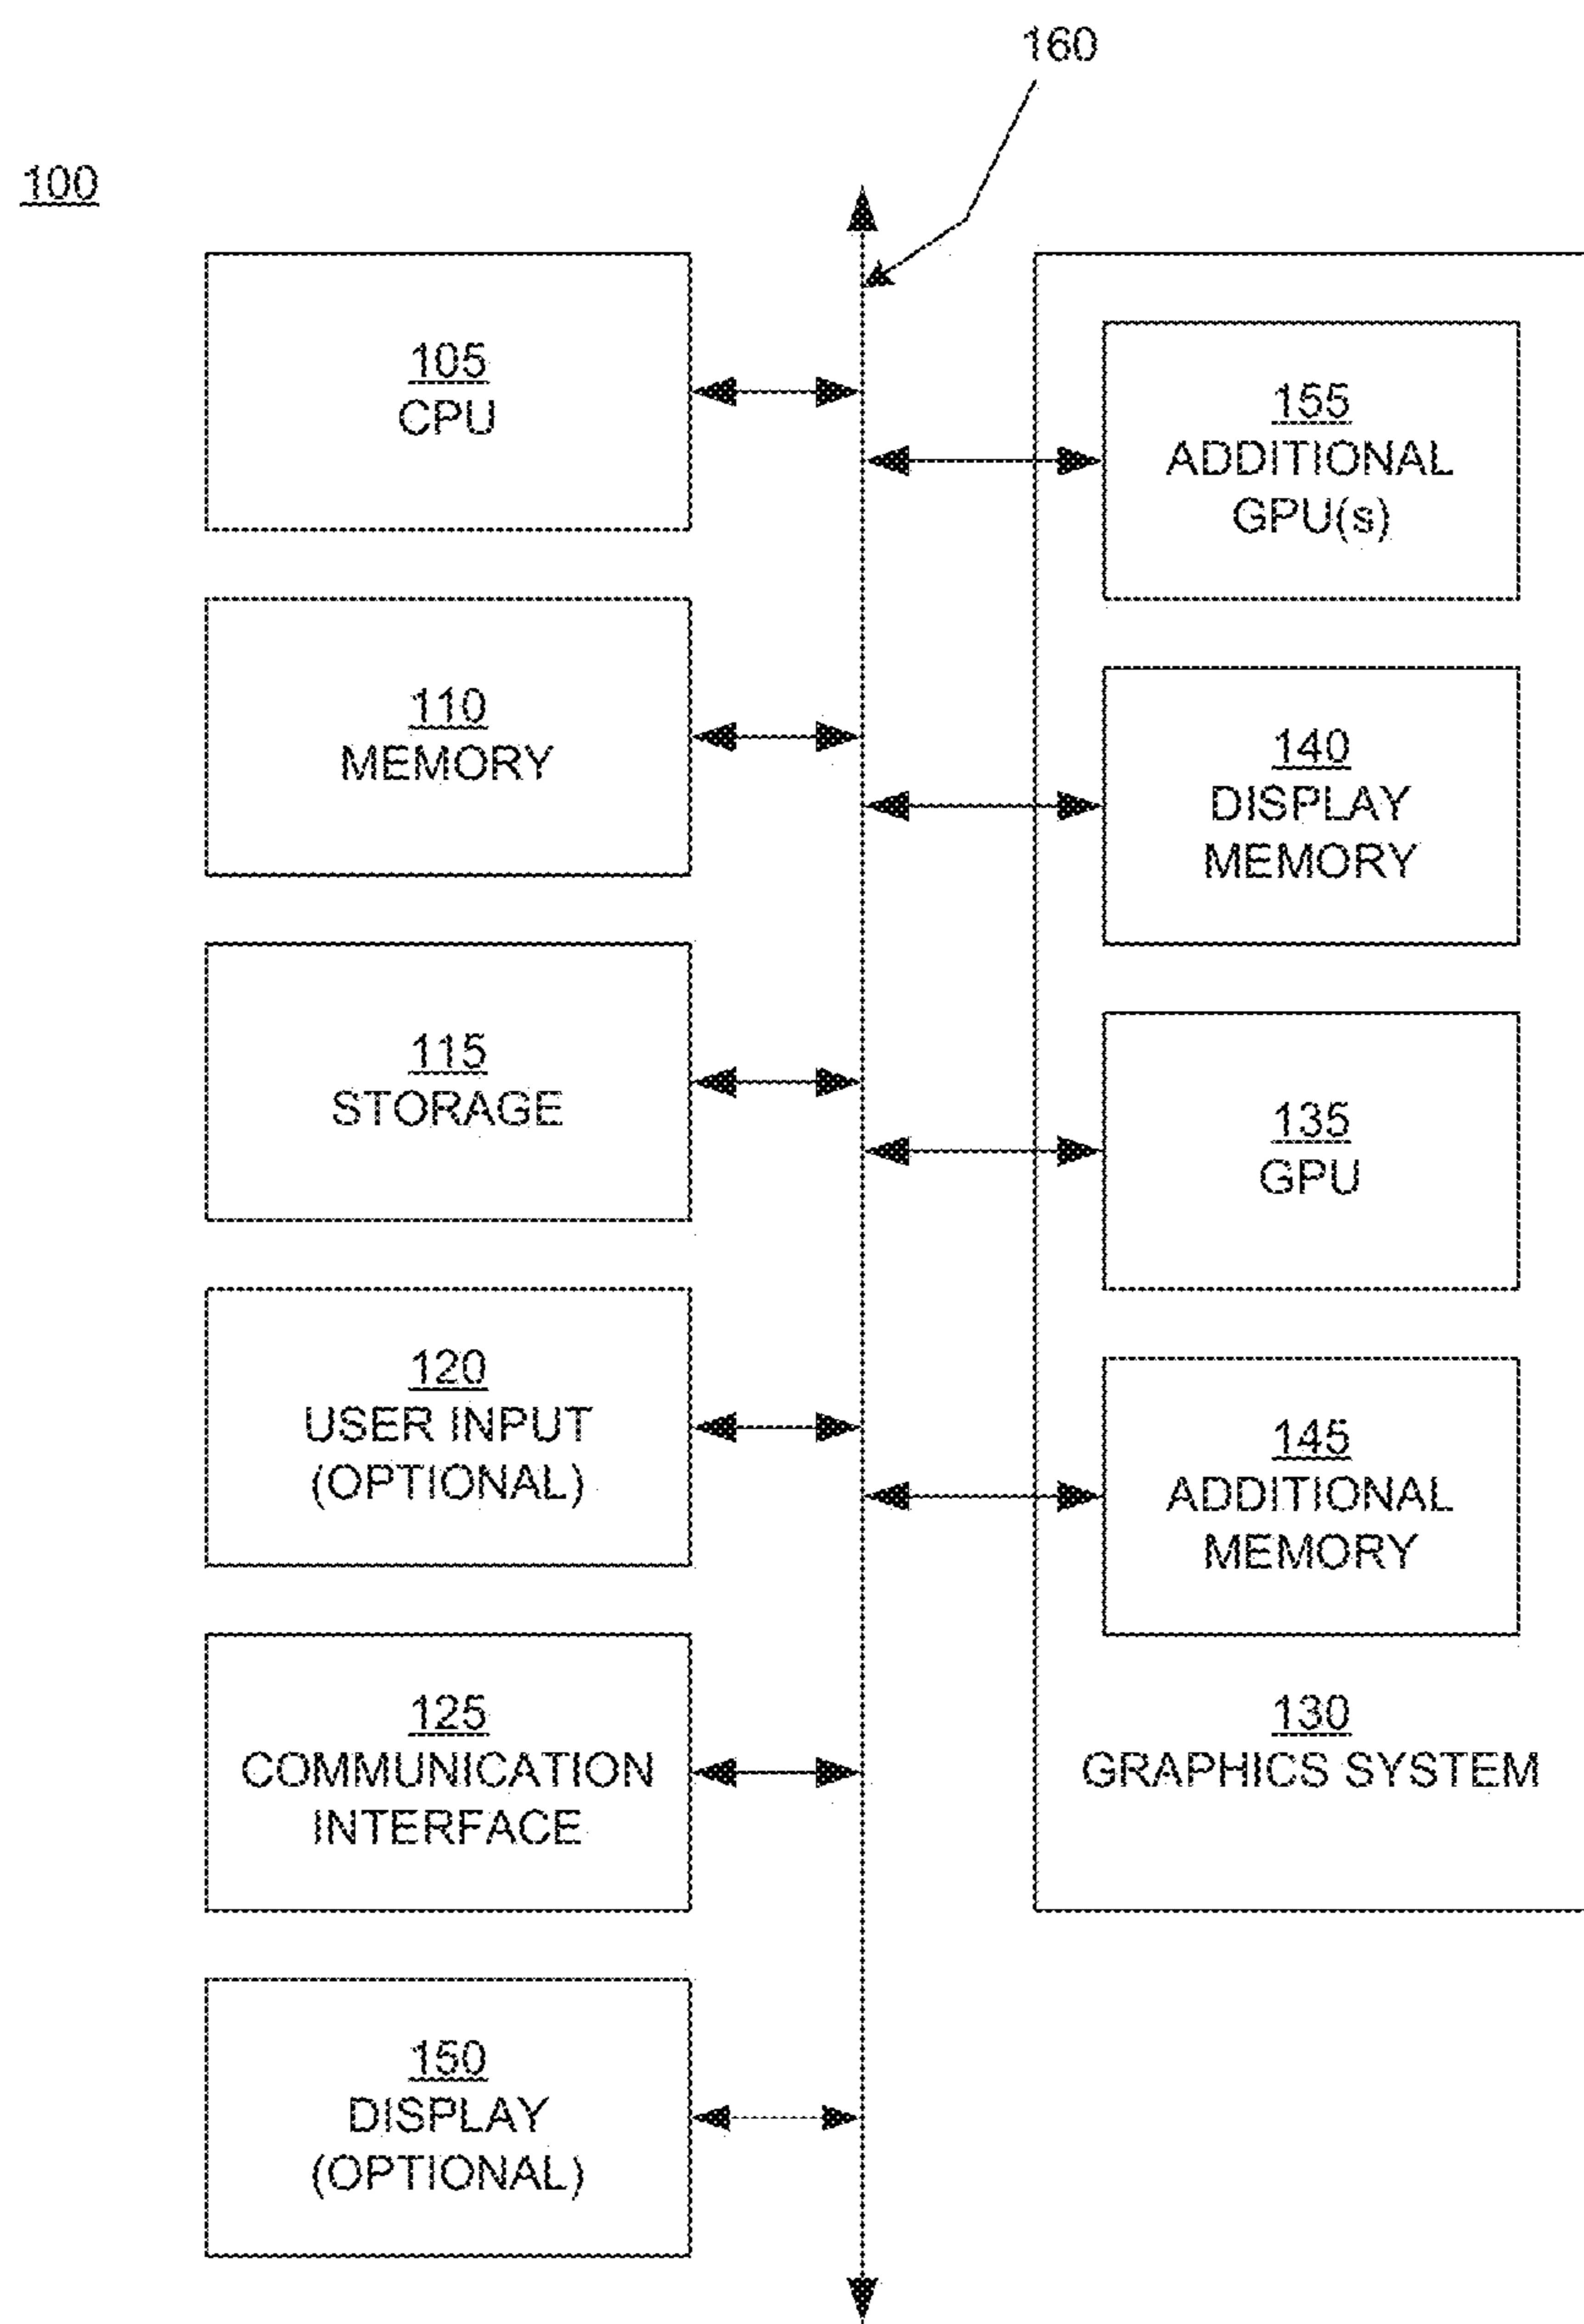 160
100
105
CPU
110
MEMORY
115
STORAGE
120
USER INPUT
(OPTIONAL)
125
COMMUNICATION
INTERFACE
150
DISPLAY
(OPTIONAL)
155
ADDITIONAL
GPU(s)
140
DISPLAY
MEMORY
135
GPU
145
ADDITIONAL
MEMORY
130
GRAPHICS SYSTEM